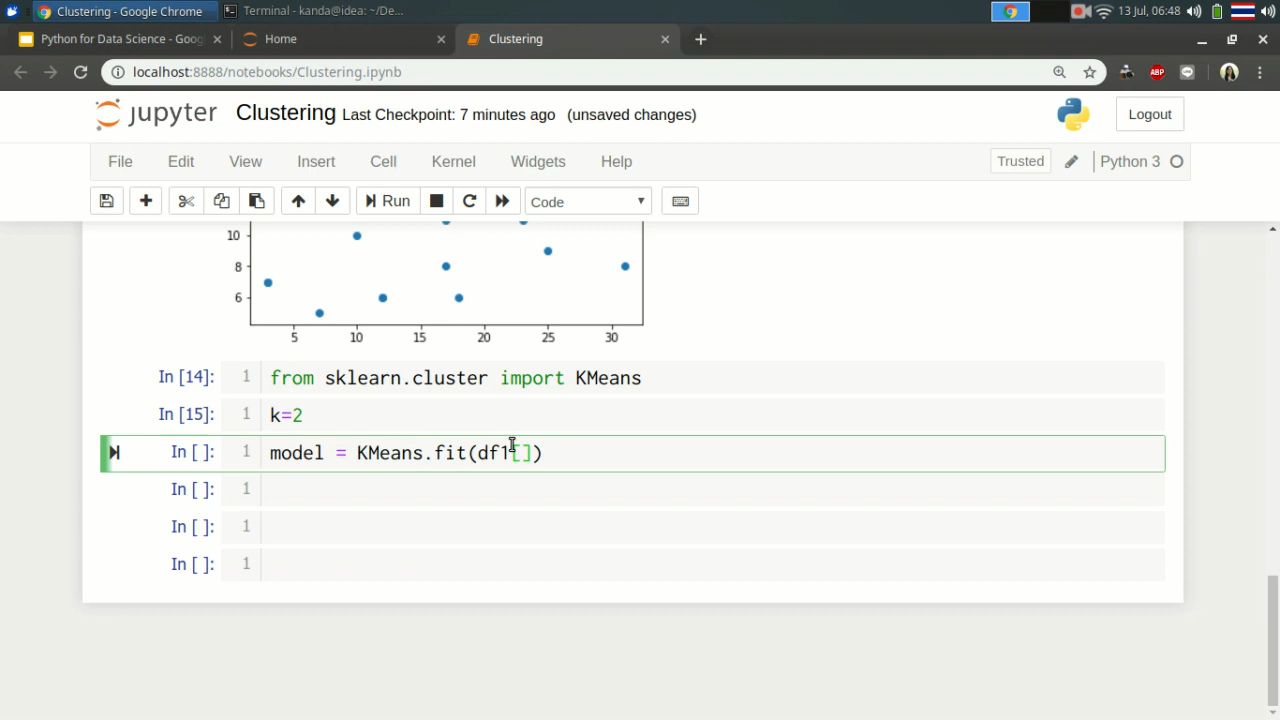 Clustering - Google Chrome
Terminal - kanda@idea: ~/De...
13 Jul, 06:48
Python for Data Science - Goog
Home
Clustering
localhost:8888/notebooks/Clustering.ipynb
ABP
jupyter Clustering Last Checkpoint: 7 minutes ago (unsaved changes)
Logout
File Edit View Insert Cell Kernel Widgets Help
Trusted
Python 3
Run
Code
10
8
6
5 10 15 20 25 30
In [14]: 1 from sklearn.cluster import KMeans
In [15]: 1 k=2
In [ ]: 1 model = KMeans.fit(df1[])
In [ ]: 1
In [ ]: 1
In [ ]: 1